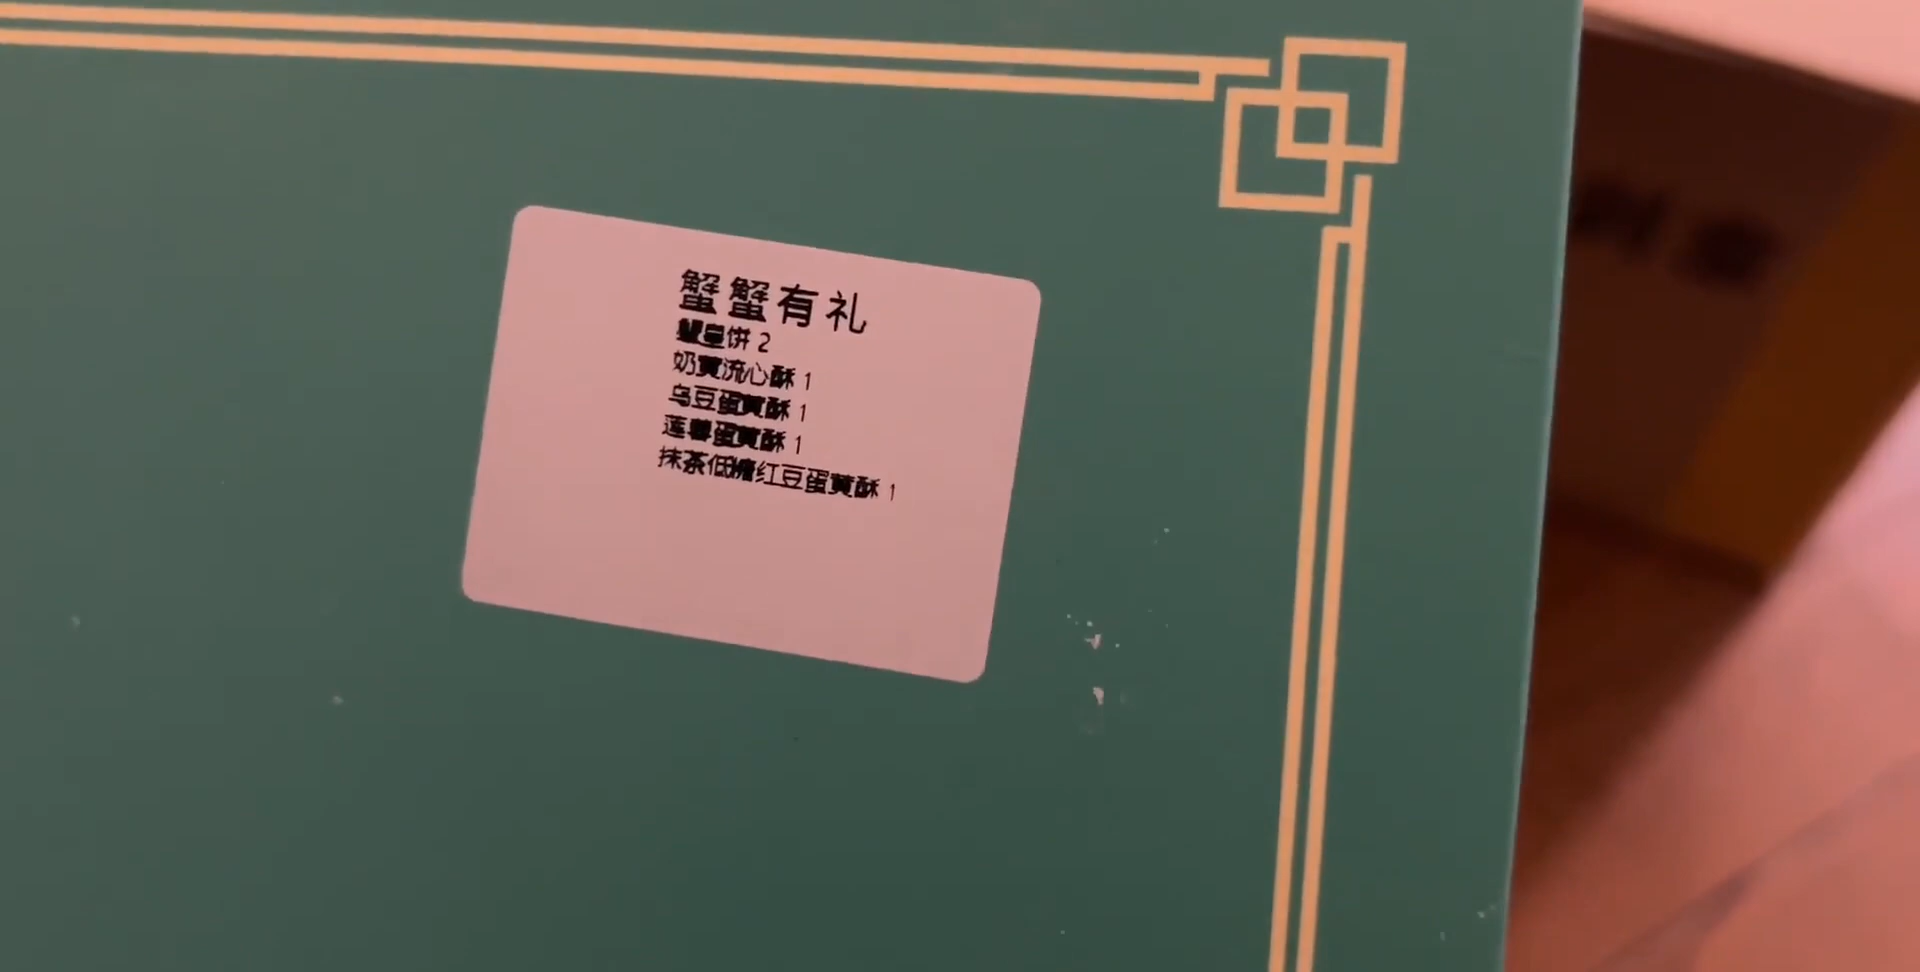 蟹蟹有礼
蟹皇饼 2
奶黄流心酥 1
乌豆蛋黄酥 1
莲蓉蛋黄酥 1
抹茶低糖红豆蛋黄酥 1